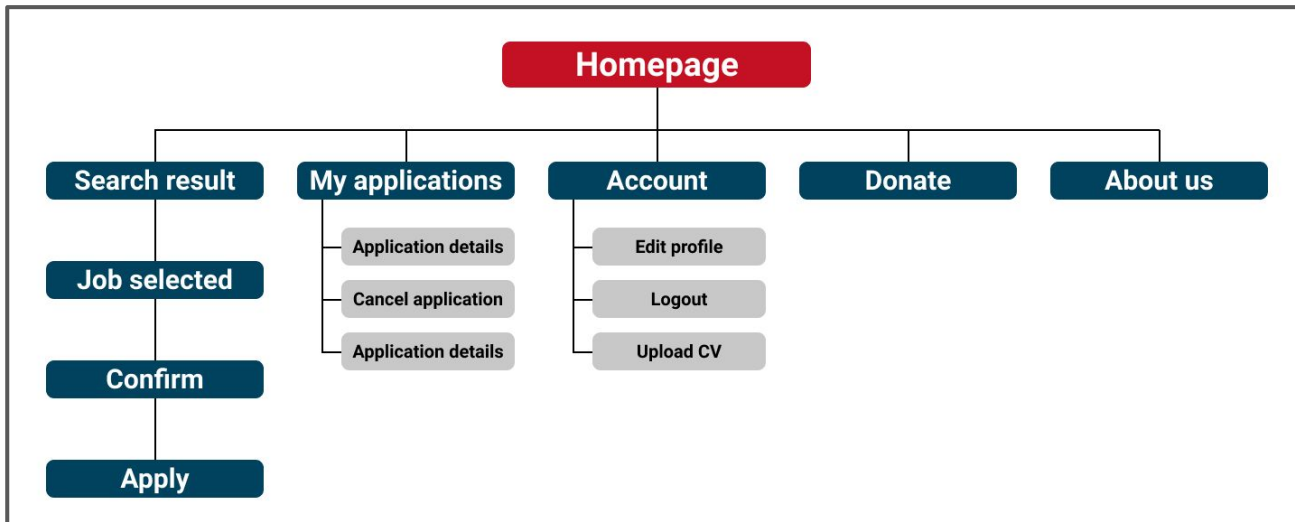 Homepage
Search result
My applications
Account
Donate
About us
Application details
Edit profile
Job selected
Cancel application
Logout
Application details
Upload CV
Confirm
Apply